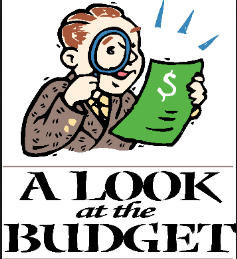 $
A LOOK
at the
BUDGET